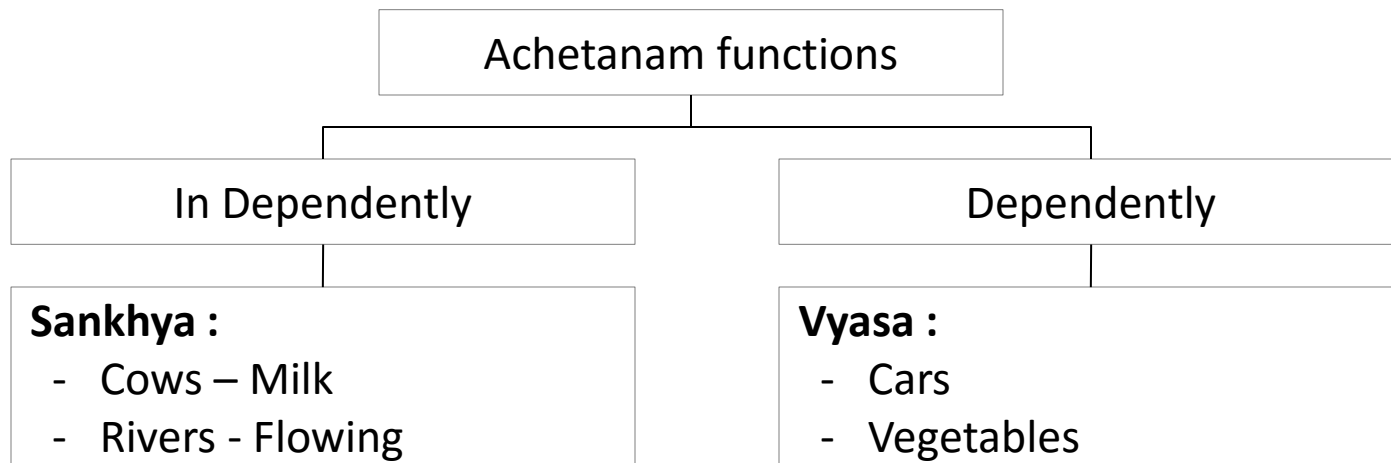 Achetanam functions
In Dependently
Dependently
Sankhya :
- Cows – Milk
- Rivers - Flowing
Vyasa :
- Cars
- Vegetables